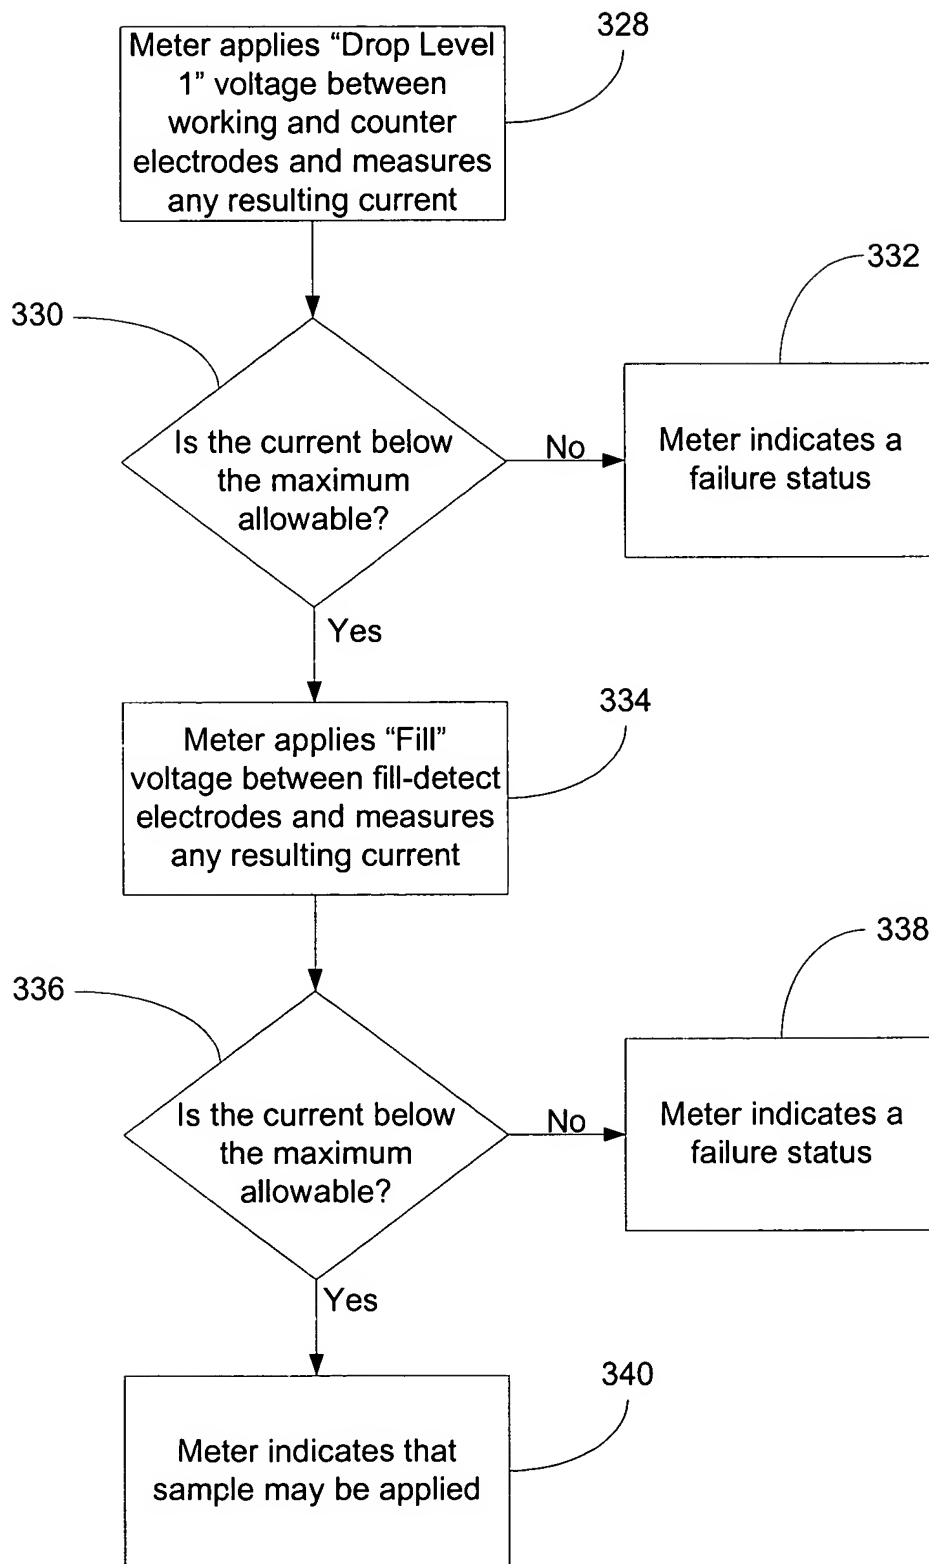 328
Meter applies “Drop Level
1” voltage between
working and counter
electrodes and measures
any resulting current
332
330
Is the current below
the maximum
allowable?
No
Meter indicates a
failure status
Yes
334
Meter applies “Fill”
voltage between fill-detect
electrodes and measures
any resulting current
338
336
Is the current below
the maximum
allowable?
No
Meter indicates a
failure status
Yes
340
Meter indicates that
sample may be applied